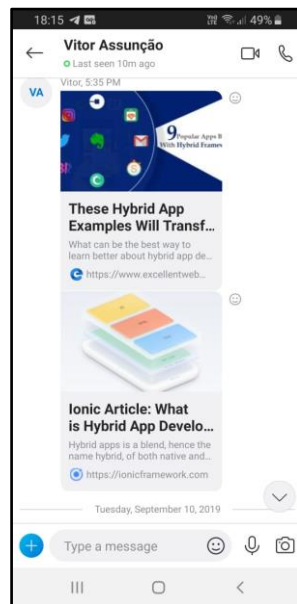 18:15
49%
Vitor Assunção
Last seen 10m ago
VA
Vitor, 5:35 PM
9 Popular Apps B
With Hybrid Framew
These Hybrid App
Examples Will Transf...
What can be the best way to
learn better about hybrid app de...
https://www.excellentweb...
Ionic Article: What
is Hybrid App Develo...
Hybrid apps is a blend, hence the
name hybrid, of both native and...
https://ionicframework.com
Tuesday, September 10, 2019
Type a message